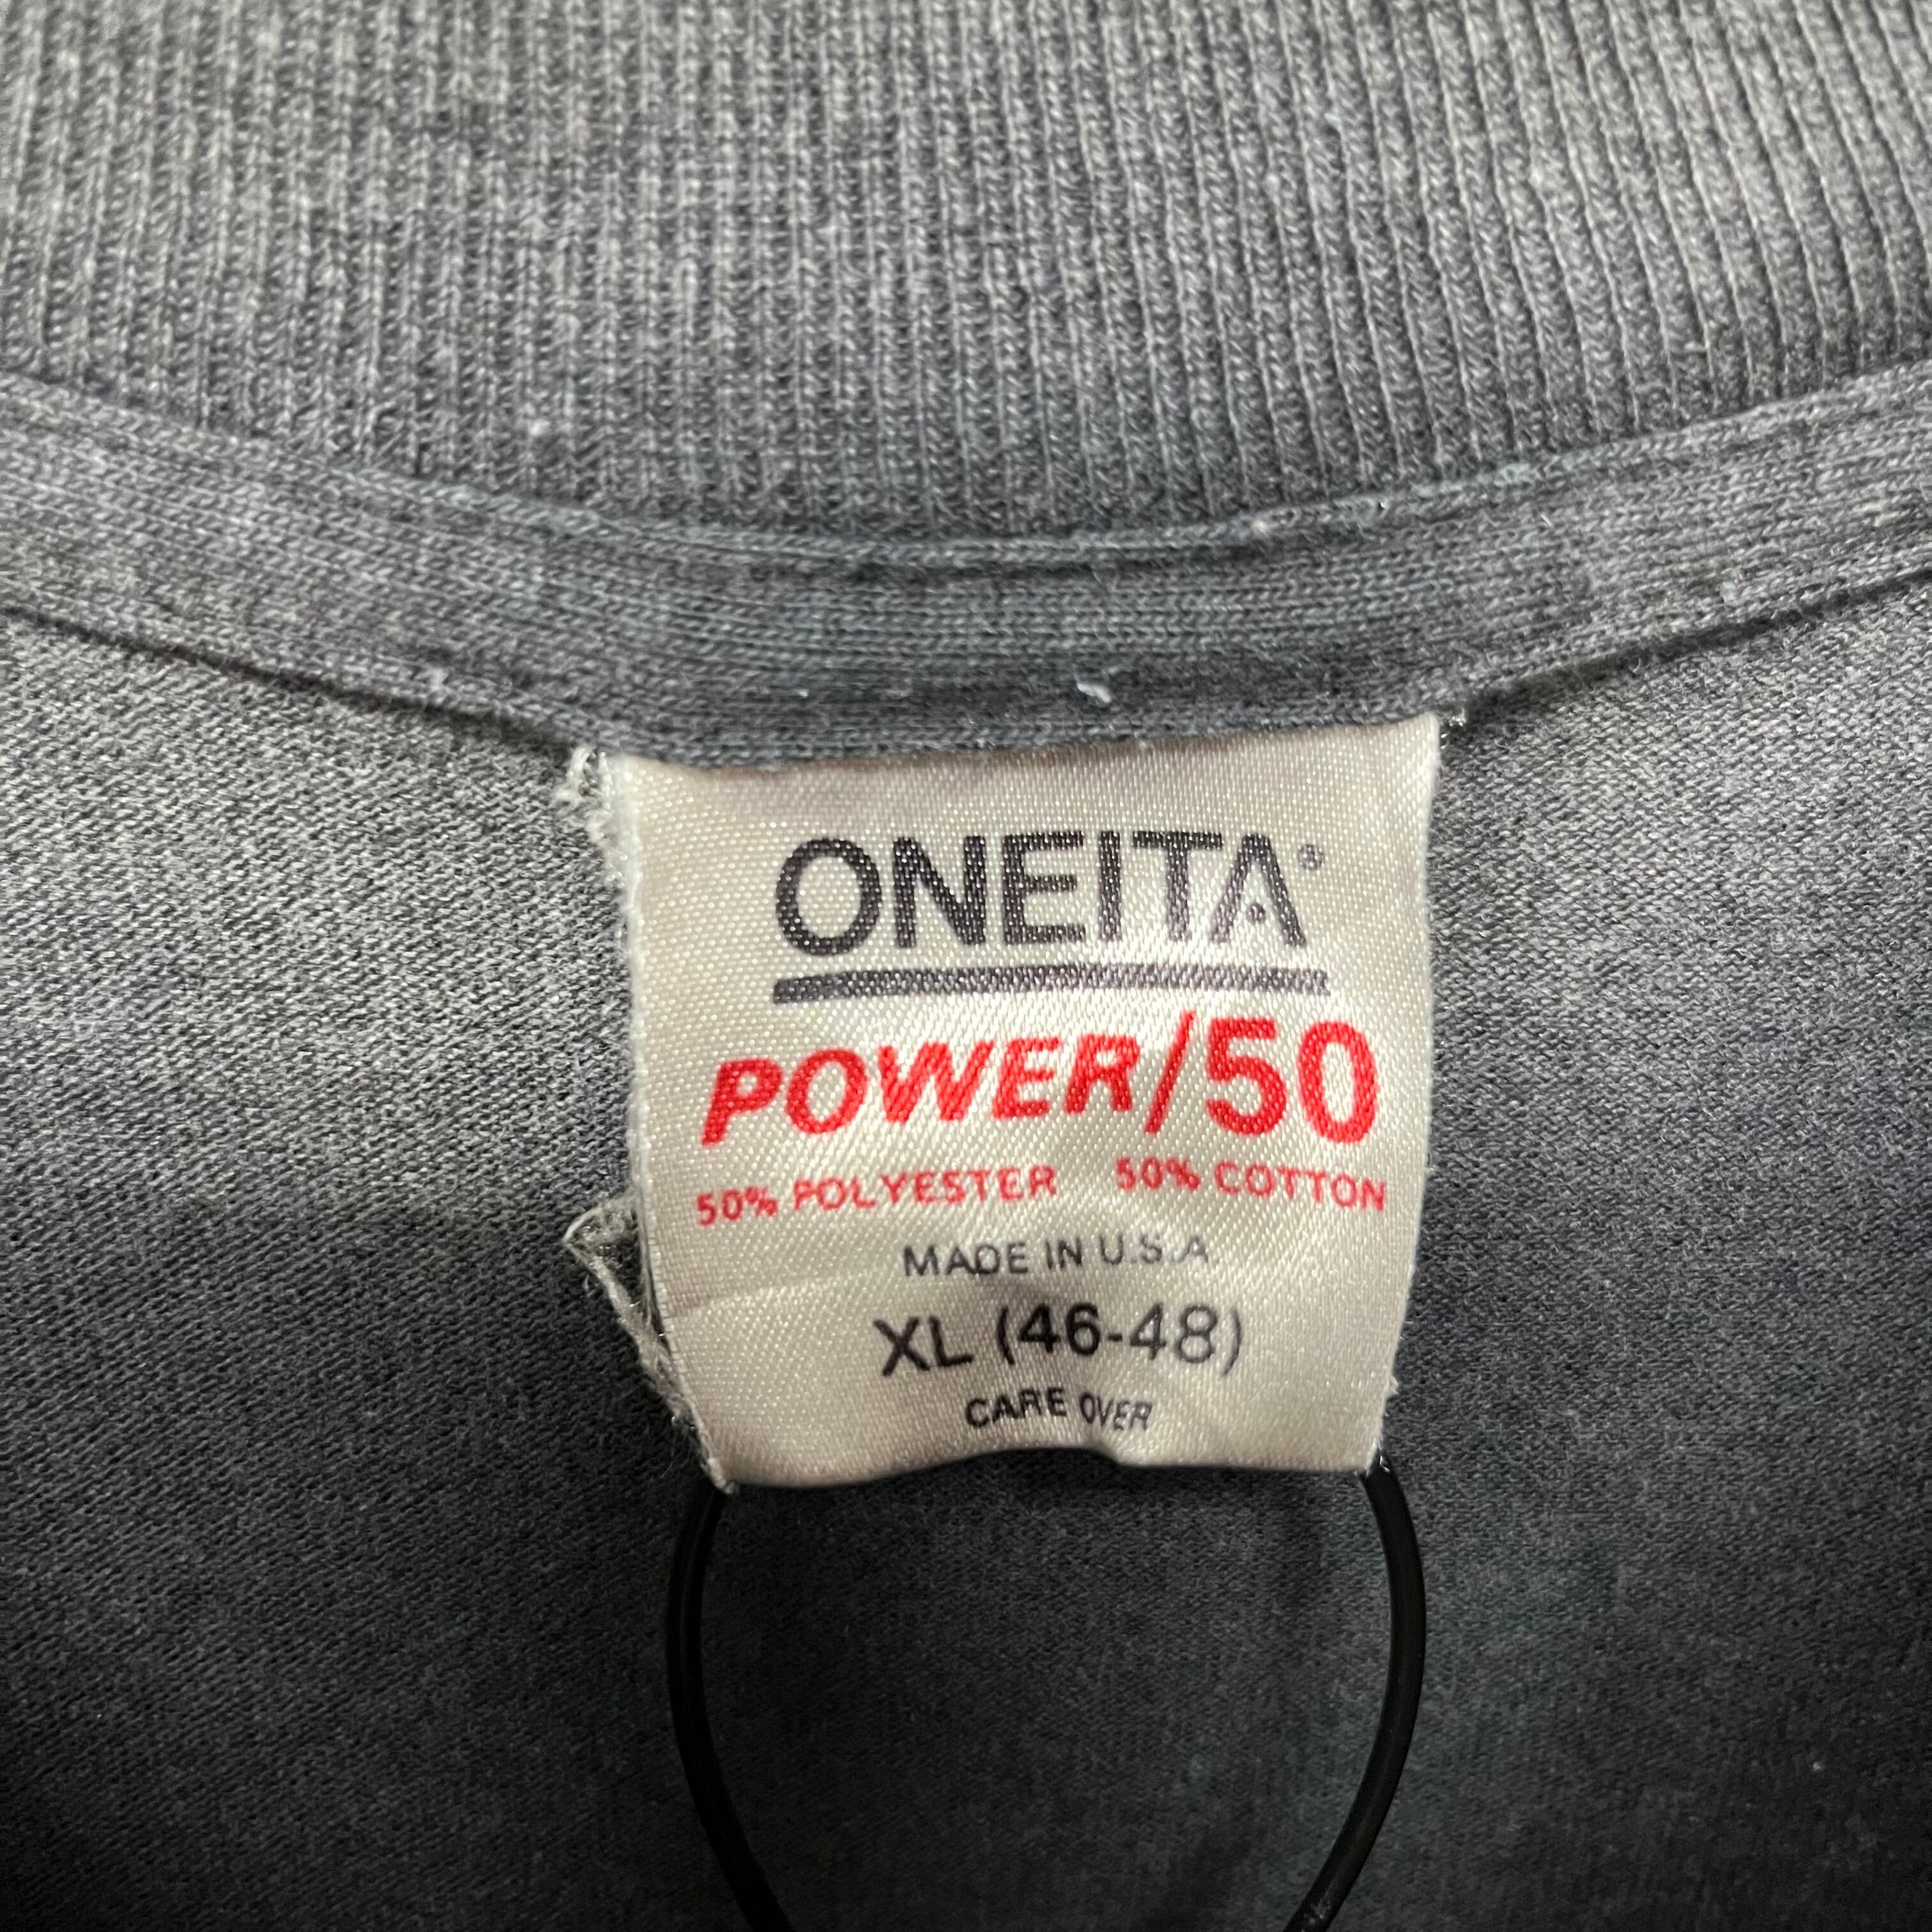 ONEITA®
POWER/50
50% POLYESTER 50% COTTON
MADE IN U.S.A
XL (46-48)
CARE OVER